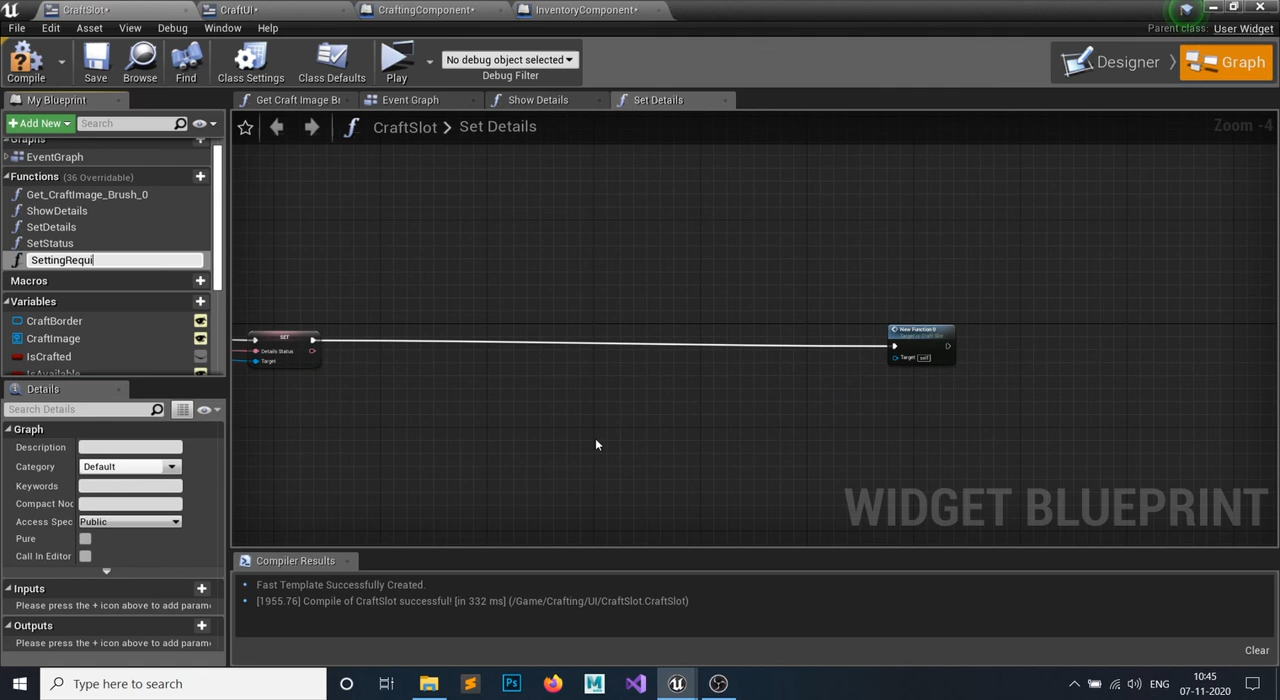 CraftSlot*
CraftUI*
CraftingComponent*
InventoryComponent*
File Edit Asset View Debug Window Help
Parent class: User Widget
Compile
Save
Browse
Find
Class Settings
Class Defaults
Play
No debug object selected
Debug Filter
Designer
Graph
My Blueprint
Get Craft Image Br
Event Graph
Show Details
Set Details
+Add New
Search
CraftSlot > Set Details
Zoom -4
Graphs
EventGraph
Functions (36 Overridable)
Get_CraftImage_Brush_0
ShowDetails
SetDetails
SetStatus
SettingRequi
Macros
Variables
CraftBorder
CraftImage
IsCrafted
IsAvailable
SET
Details Status
Target
New Function 0
Target is Craft Slot
Target self
WIDGET BLUEPRINT
Details
Search Details
Graph
Description
Category Default
Keywords
Compact Noc
Access Spec Public
Pure
Call In Editor
Inputs
Please press the + icon above to add param
Outputs
Please press the + icon above to add param
Compiler Results
Fast Template Successfully Created.
[1955.76] Compile of CraftSlot successful! [in 332 ms] (/Game/Crafting/UI/CraftSlot.CraftSlot)
Clear
Type here to search
ENG
10:45
07-11-2020